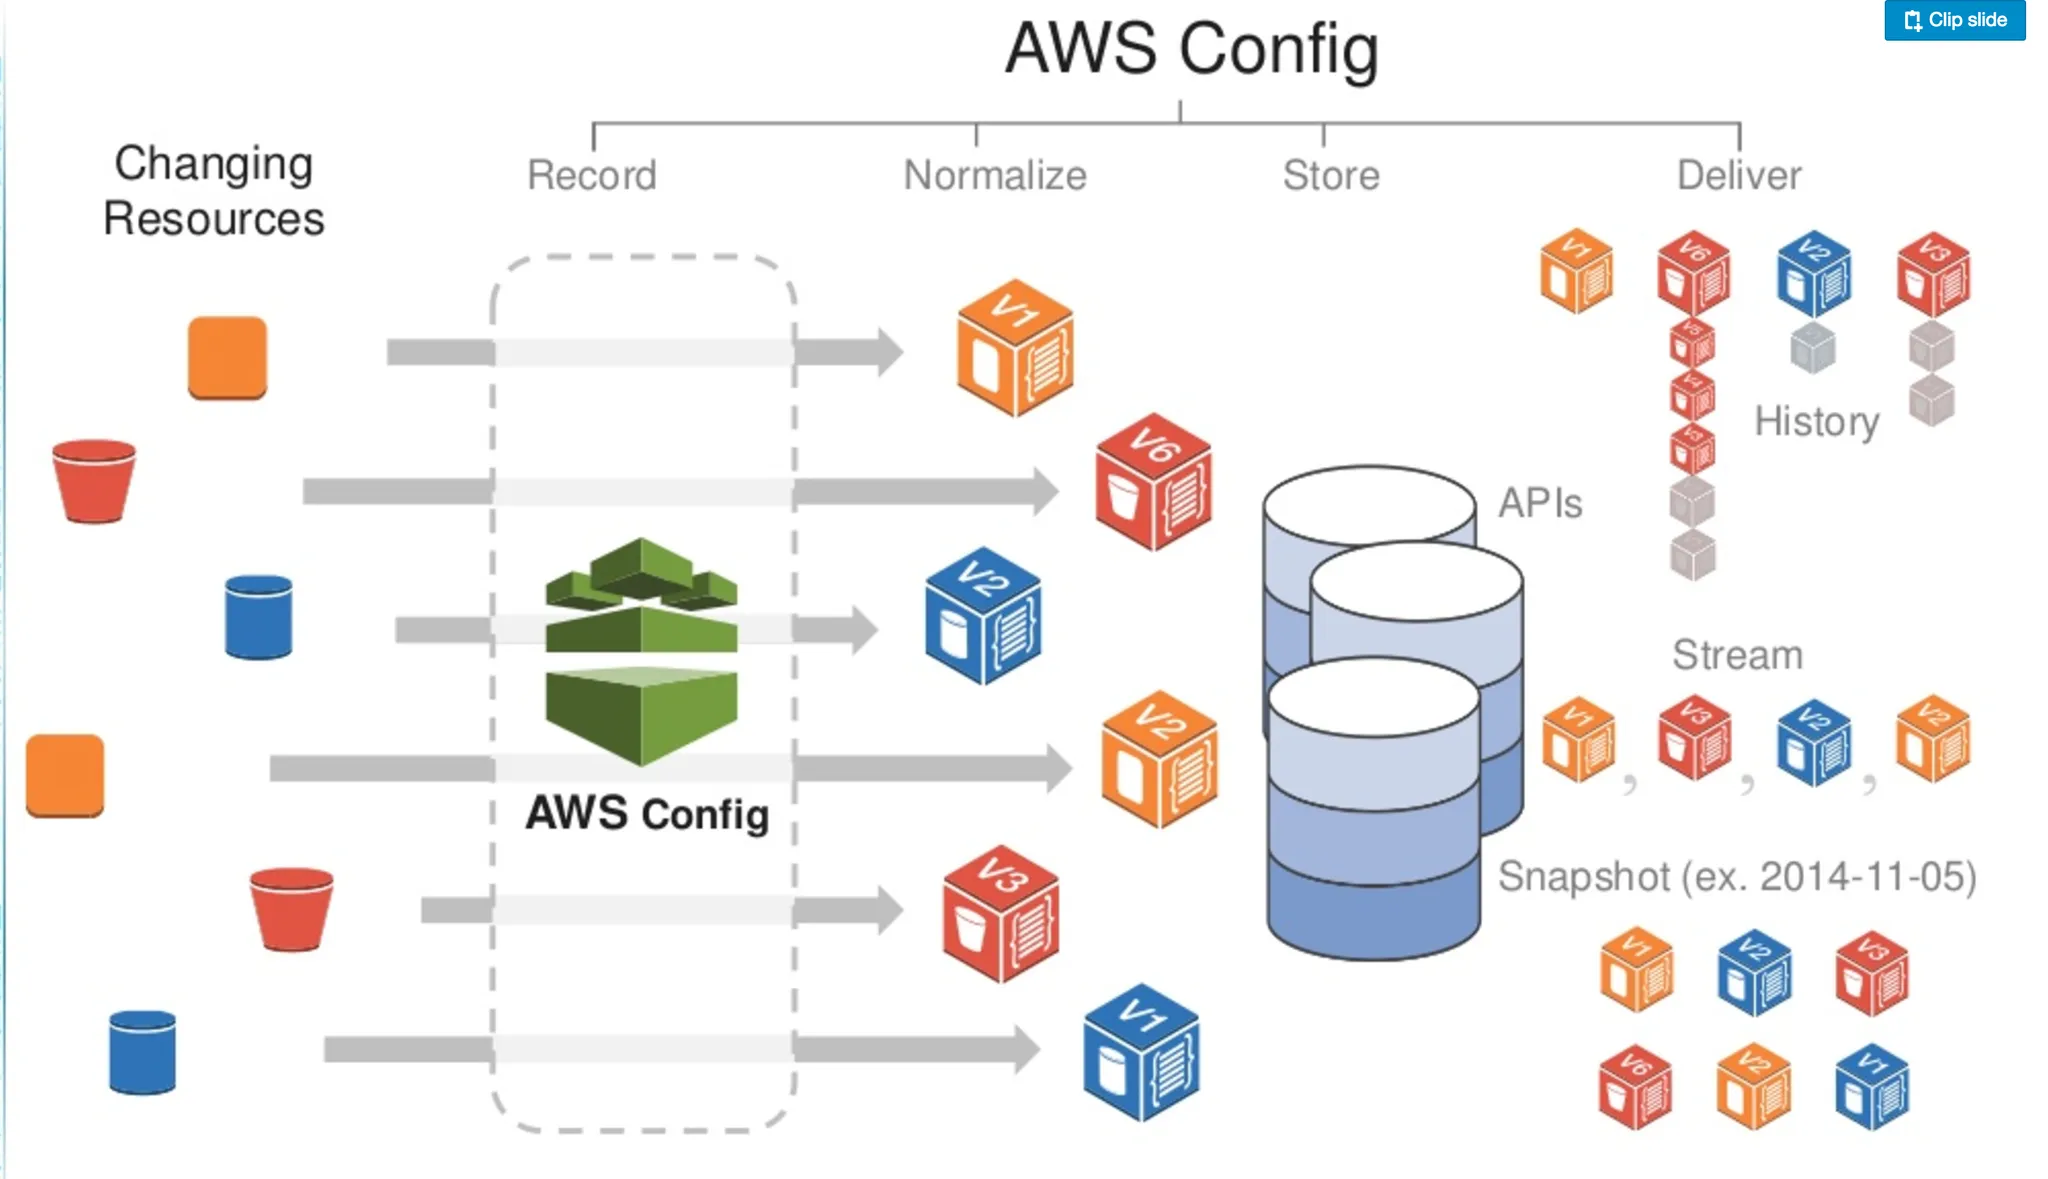 Clip slide
AWS Config
Changing
Resources
Record
Normalize
Store
Deliver
V1
V6
V2
V3
V5
V4
V3
History
V1
V6
V2
V2
V3
V1
AWS Config
APIs
Stream
V1 , V3 , V2 , V2
Snapshot (ex. 2014-11-05)
V1
V2
V3
V6
V2
V1